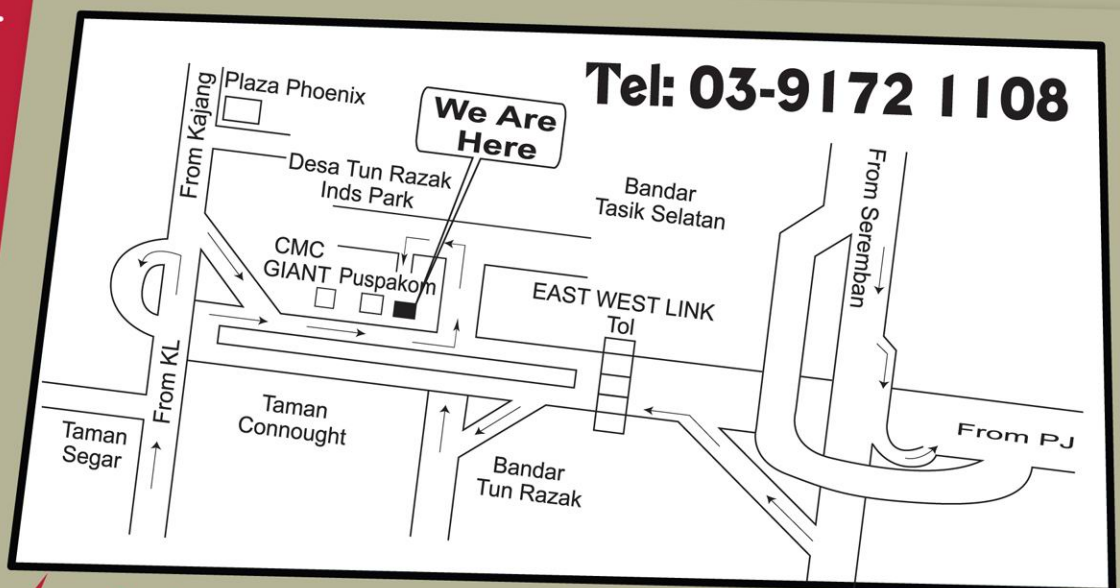 Tel: 03-9172 1108
Plaza Phoenix
From Kajang
We Are
Here
Desa Tun Razak
Inds Park
Bandar
Tasik Selatan
From Seremban
CMC
GIANT
Puspakom
EAST WEST LINK
Tol
From KL
Taman
Connought
Taman
Segar
Bandar
Tun Razak
From PJ